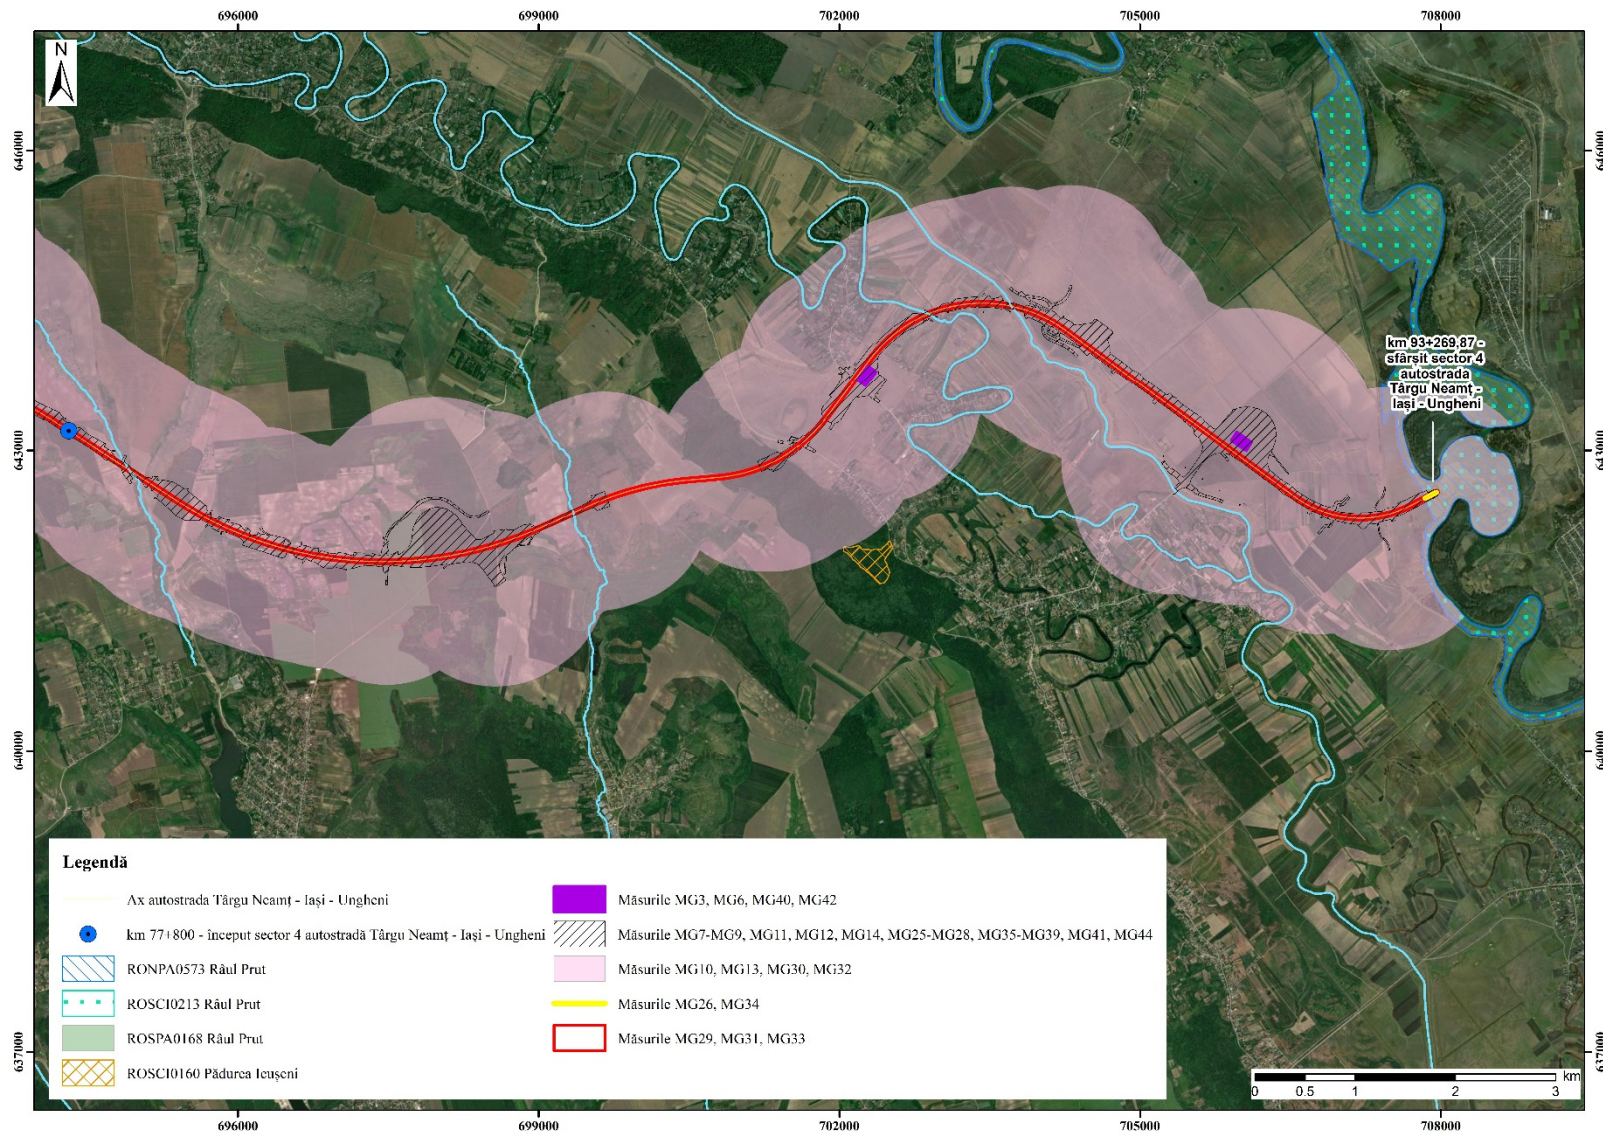 696000
699000
702000
705000
708000
N
646000
646000
km 93+269,87 -
sfârșit sector 4
autostrada
Târgu Neamț -
Iași - Ungheni
643000
643000
640000
640000
Legendă
Ax autostrada Târgu Neamț - Iași - Ungheni
km 77+800 - început sector 4 autostradă Târgu Neamț - Iași - Ungheni
RONPA0573 Râul Prut
ROSCI0213 Râul Prut
ROSPA0168 Râul Prut
ROSCI0160 Pădurea Icușeni
Măsurile MG3, MG6, MG40, MG42
Măsurile MG7-MG9, MG11, MG12, MG14, MG25-MG28, MG35-MG39, MG41, MG44
Măsurile MG10, MG13, MG30, MG32
Măsurile MG26, MG34
Măsurile MG29, MG31, MG33
637000
637000
km
0 0.5 1 2 3
696000
699000
702000
705000
708000